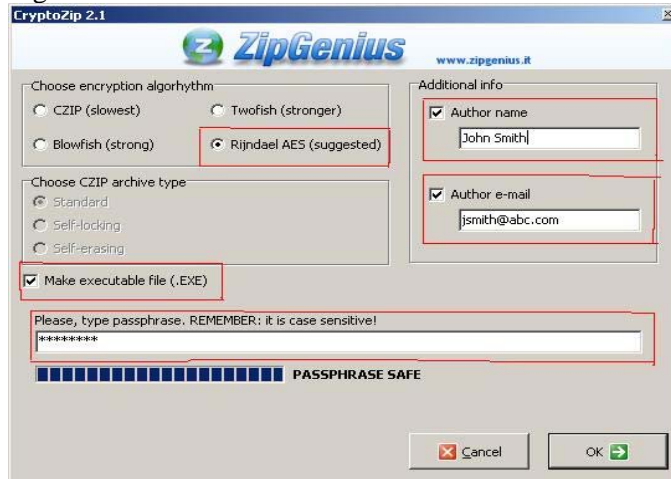 CryptoZip 2.1
ZipGenius
www.zipgenius.it
Choose encryption algorhythm
CZIP (slowest)
Twofish (stronger)
Blowfish (strong)
Rijndael AES (suggested)
Additional info
Author name
John Smith
Author e-mail
jsmith@abc.com
Choose CZIP archive type
Standard
Self-locking
Self-erasing
Make executable file (.EXE)
Please, type passphrase. REMEMBER: it is case sensitive!
********
PASSPHRASE SAFE
Cancel
OK